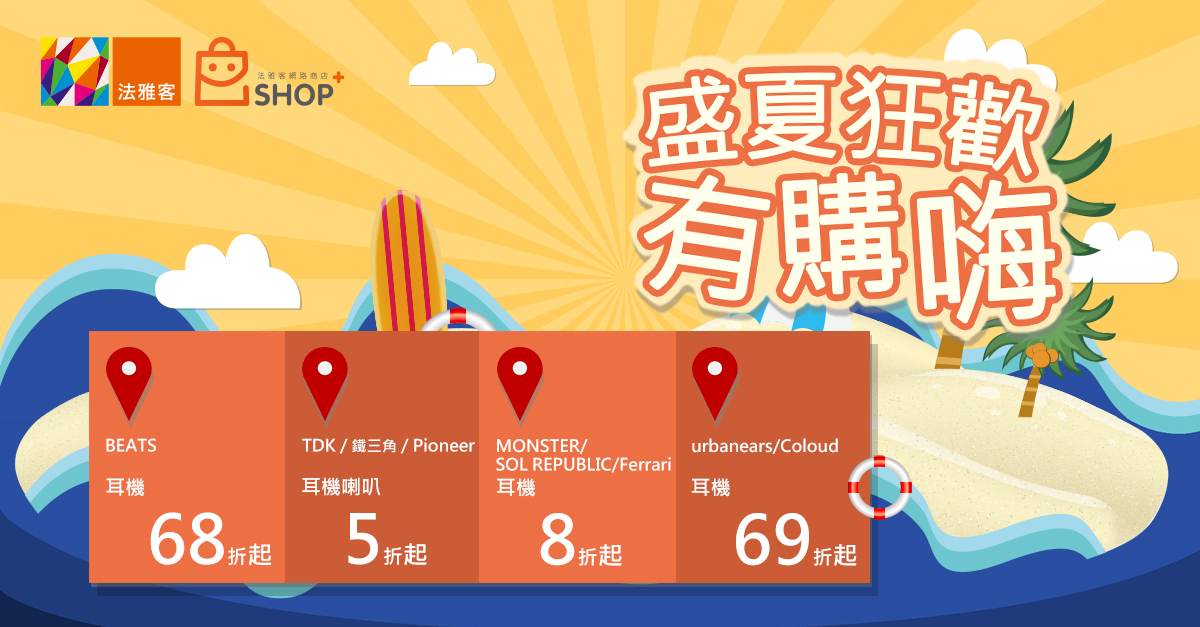 法雅客
法雅客網路商店
SHOP+
盛夏狂歡
有購嗨
BEATS
耳機
68折起
TDK / 鐵三角 / Pioneer
耳機喇叭
5折起
MONSTER/
SOL REPUBLIC/Ferrari
耳機
8折起
urbanears/Coloud
耳機
69折起